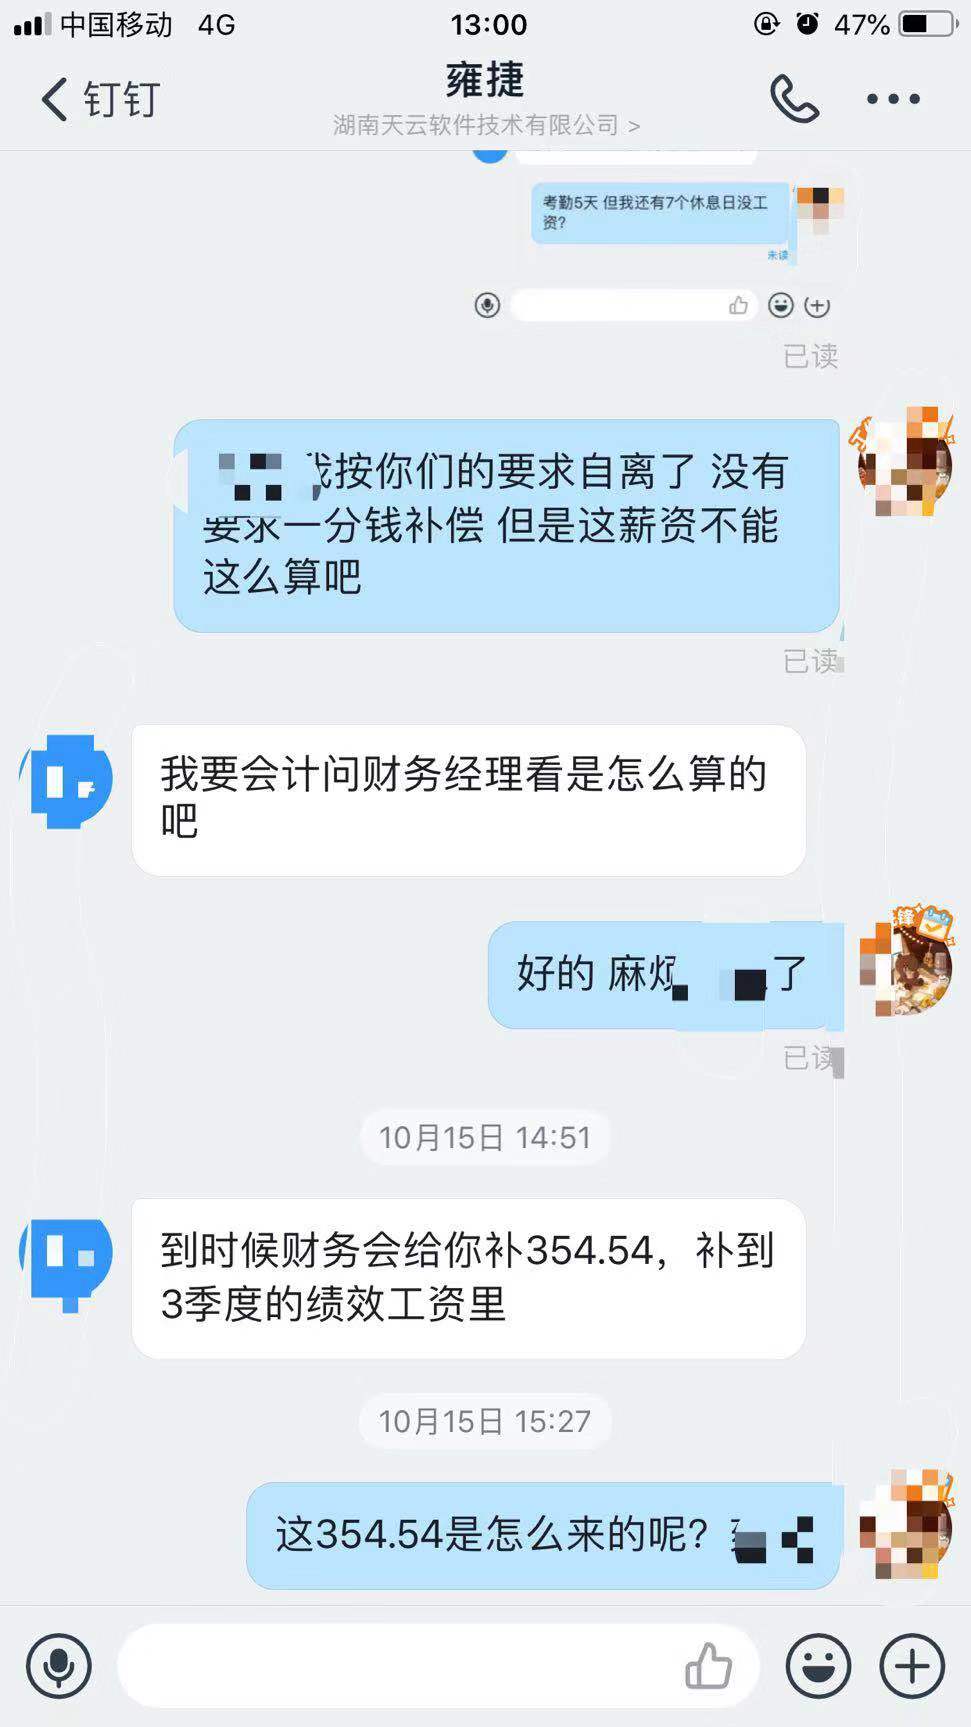 中国移动 4G 13:00 47%
钉钉 雍捷
湖南天云软件技术有限公司 >
考勤5天 但我还有7个休息日没工
资?
未读
已读
我按你们的要求自离了 没有
要求一分钱补偿 但是这薪资不能
这么算吧
已读
我要会计问财务经理看是怎么算的
吧
好的 麻烦 了
已读
10月15日 14:51
到时候财务会给你补354.54，补到
3季度的绩效工资里
10月15日 15:27
这354.54是怎么来的呢？